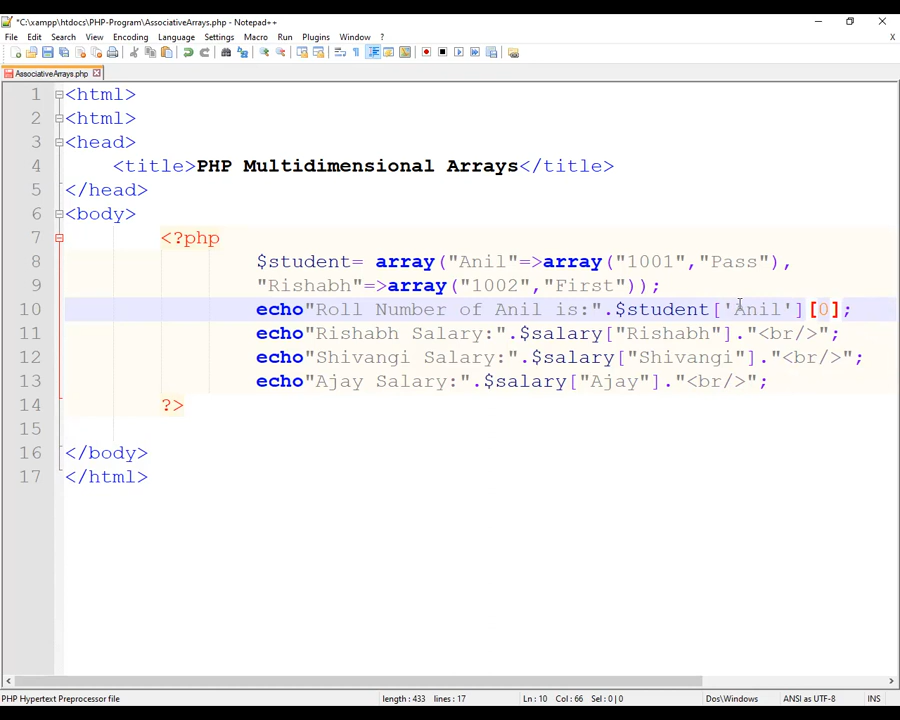 *C:\xampp\htdocs\PHP-Program\AssociativeArrays.php - Notepad++
File Edit Search View Encoding Language Settings Macro Run Plugins Window ? X
AssociativeArrays.php
1 <html>
2 <html>
3 <head>
4 <title>PHP Multidimensional Arrays</title>
5 </head>
6 <body>
7 <?php
8 $student= array("Anil"=>array("1001","Pass"),
9 "Rishabh"=>array("1002","First"));
10 echo"Roll Number of Anil is:".$student['Anil'][0];
11 echo"Rishabh Salary:".$salary["Rishabh"]."<br/>";
12 echo"Shivangi Salary:".$salary["Shivangi"]."<br/>";
13 echo"Ajay Salary:".$salary["Ajay"]."<br/>";
14 ?>
15
16 </body>
17 </html>
PHP Hypertext Preprocessor file length : 433 lines : 17 Ln : 10 Col : 66 Sel : 0 | 0 Dos\Windows ANSI as UTF-8 INS